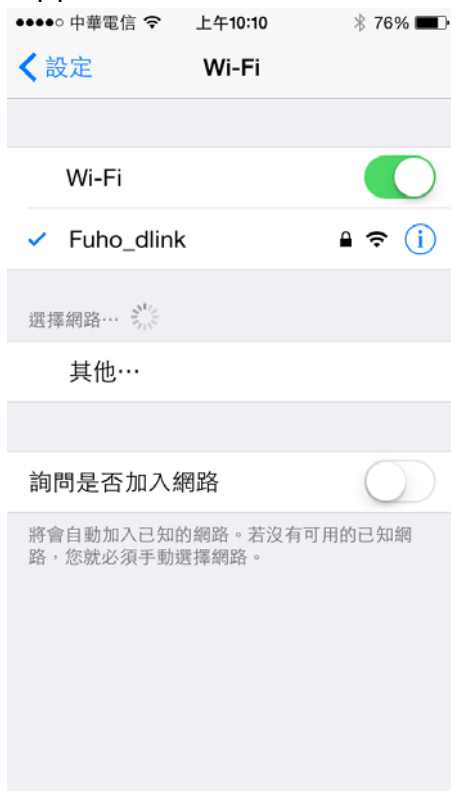 中華電信 上午10:10 76%
設定 Wi-Fi
Wi-Fi
Fuho_dlink
選擇網路…
其他…
詢問是否加入網路
將會自動加入已知的網路。若沒有可用的已知網
路，您就必須手動選擇網路。